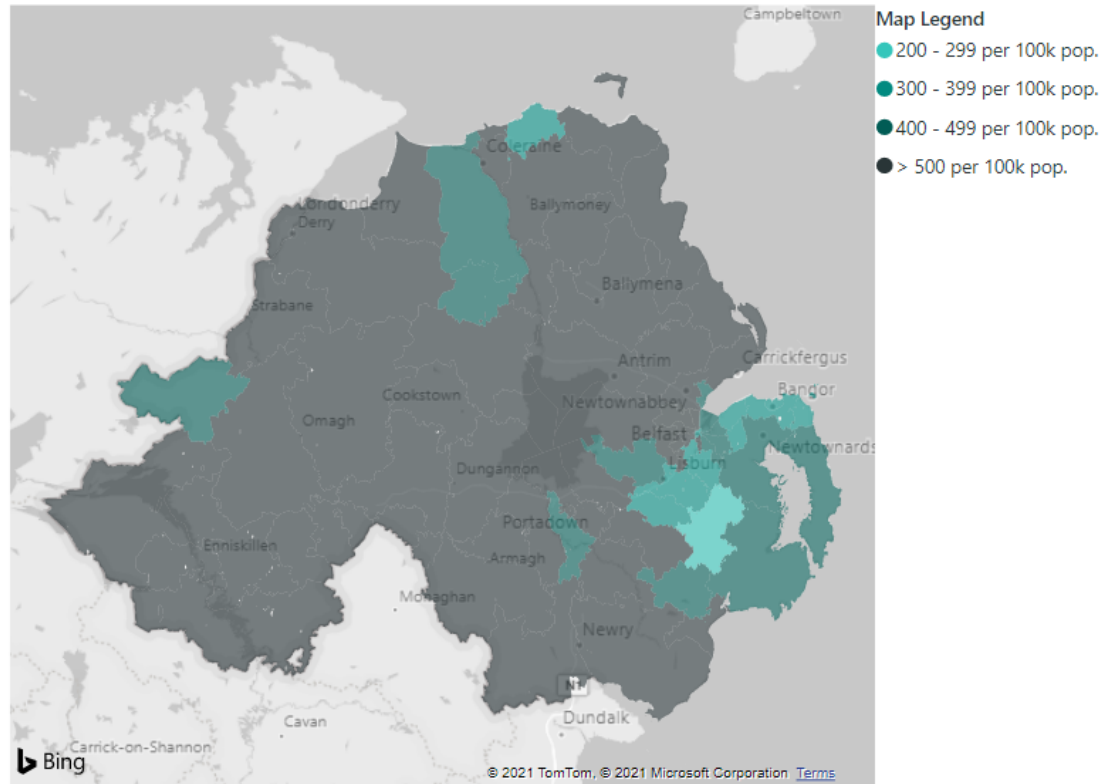 Campbeltown
Map Legend
200 - 299 per 100k pop.
300 - 399 per 100k pop.
400 - 499 per 100k pop.
> 500 per 100k pop.
Coleraine
Londonderry
Derry
Ballymoney
Strabane
Ballymena
Antrim
Carrickfergus
Cookstown
Newtownabbey
Bangor
Omagh
Belfast
Newtownards
Dungannon
Lisburn
Portadown
Enniskillen
Armagh
Monaghan
Newry
N1
Cavan
Dundalk
Carrick-on-Shannon
Bing
© 2021 TomTom, © 2021 Microsoft Corporation Terms